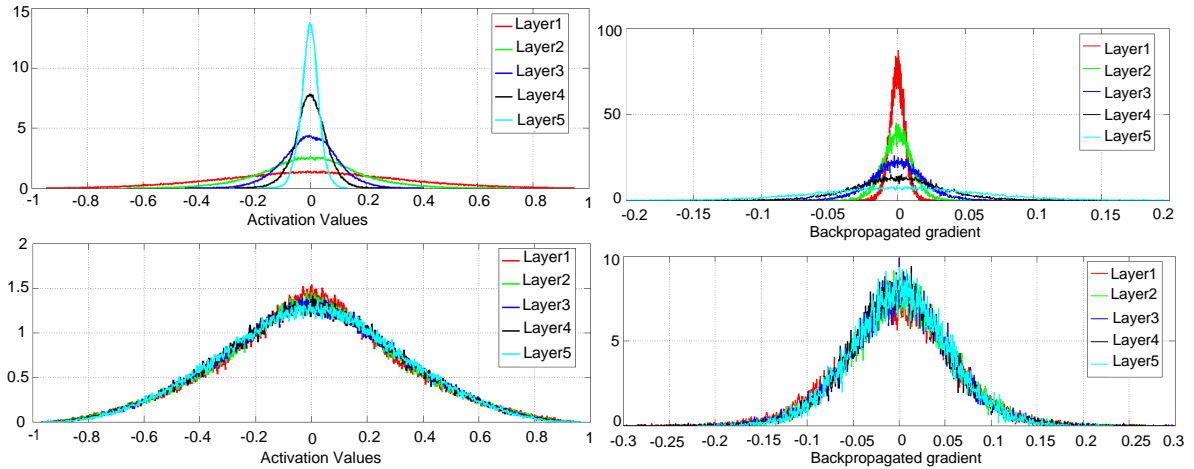 15
10
5
0
-1
-0.8
-0.6
-0.4
-0.2
0
0.2
0.4
0.6
0.8
1
Activation Values
Layer1
Layer2
Layer3
Layer4
Layer5
100
50
0
-0.2
-0.15
-0.1
-0.05
0
0.05
0.1
0.15
0.2
Backpropagated gradient
Layer1
Layer2
Layer3
Layer4
Layer5
2
1.5
1
0.5
0
-1
-0.8
-0.6
-0.4
-0.2
0
0.2
0.4
0.6
0.8
1
Activation Values
Layer1
Layer2
Layer3
Layer4
Layer5
10
5
0
-0.3
-0.25
-0.20
-0.15
-0.1
-0.05
0
0.05
0.1
0.15
0.20
0.25
0.3
Backpropagated gradient
Layer1
Layer2
Layer3
Layer4
Layer5